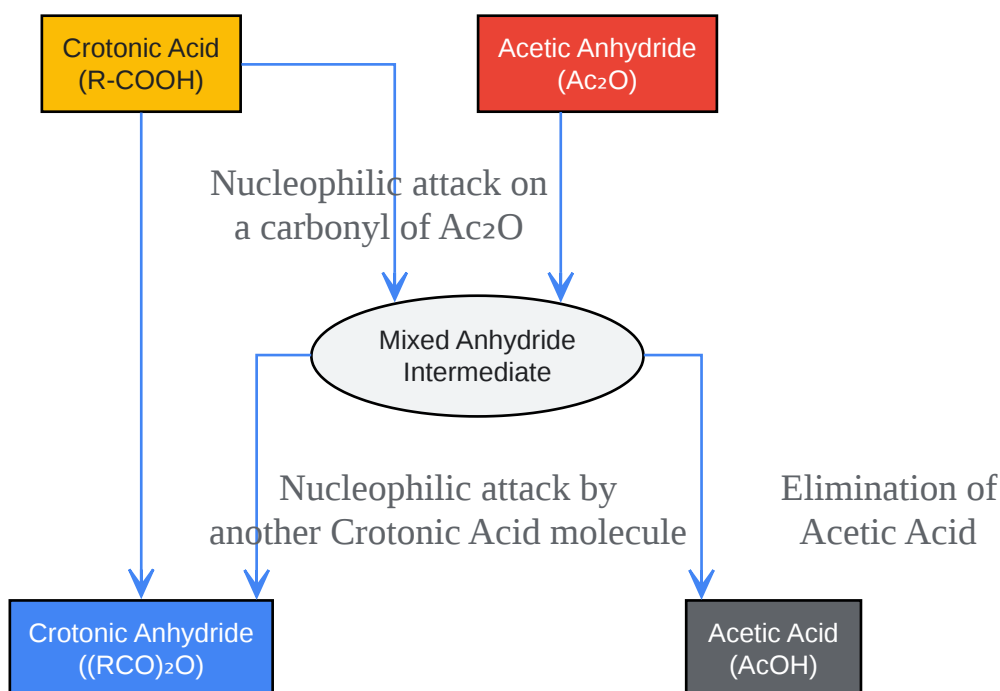 Crotonic Acid
(R-COOH)
Acetic Anhydride
(Ac₂O)
Nucleophilic attack on
a carbonyl of Ac₂O
Mixed Anhydride
Intermediate
Nucleophilic attack by
another Crotonic Acid molecule
Elimination of
Acetic Acid
Crotonic Anhydride
((RCO)₂O)
Acetic Acid
(AcOH)